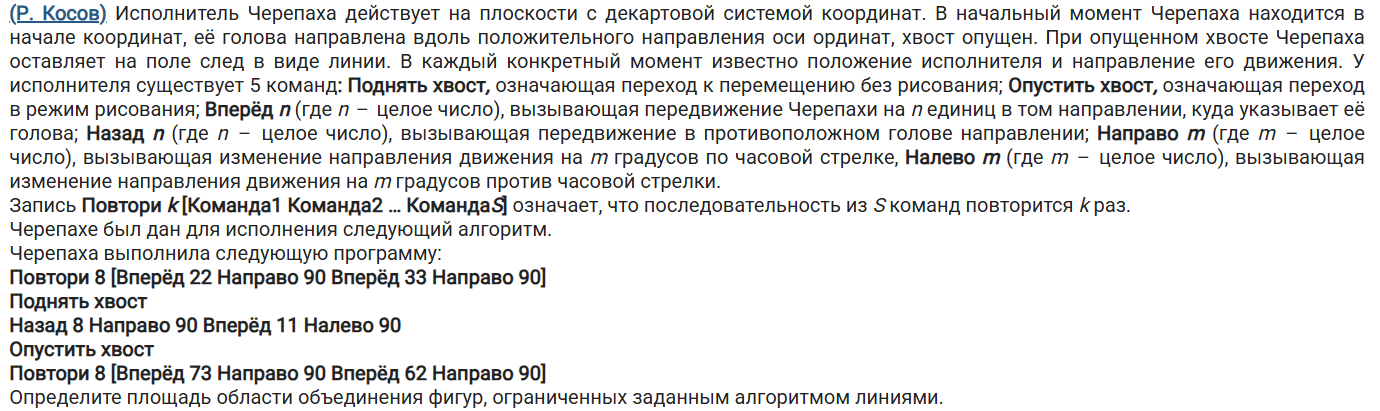 (Р. Косов) Исполнитель Черепаха действует на плоскости с декартовой системой координат. В начальный момент Черепаха находится в
начале координат, её голова направлена вдоль положительного направления оси ординат, хвост опущен. При опущенном хвосте Черепаха
оставляет на поле след в виде линии. В каждый конкретный момент известно положение исполнителя и направление его движения. У
исполнителя существует 5 команд: Поднять хвост, означающая переход к перемещению без рисования; Опустить хвост, означающая переход
в режим рисования; Вперёд n (где n – целое число), вызывающая передвижение Черепахи на n единиц в том направлении, куда указывает её
голова; Назад n (где n – целое число), вызывающая передвижение в противоположном голове направлении; Направо m (где m – целое
число), вызывающая изменение направления движения на m градусов по часовой стрелке, Налево m (где m – целое число), вызывающая
изменение направления движения на m градусов против часовой стрелки.
Запись Повтори k [Команда1 Команда2 … КомандаS] означает, что последовательность из S команд повторится k раз.
Черепахе был дан для исполнения следующий алгоритм.
Черепаха выполнила следующую программу:
Повтори 8 [Вперёд 22 Направо 90 Вперёд 33 Направо 90]
Поднять хвост
Назад 8 Направо 90 Вперёд 11 Налево 90
Опустить хвост
Повтори 8 [Вперёд 73 Направо 90 Вперёд 62 Направо 90]
Определите площадь области объединения фигур, ограниченных заданным алгоритмом линиями.